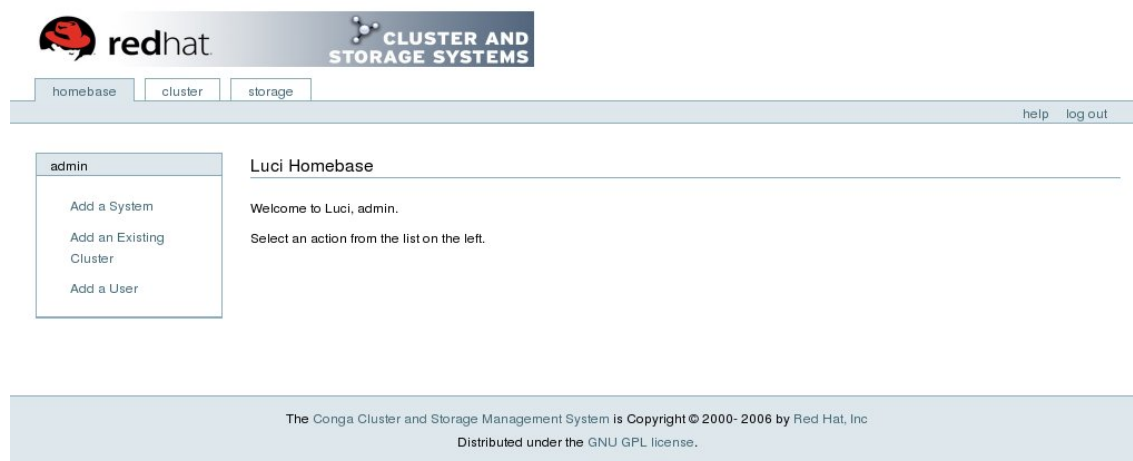 redhat.
CLUSTER AND
STORAGE SYSTEMS
homebase
cluster
storage
help
log out
admin
Add a System
Add an Existing
Cluster
Add a User
Luci Homebase
Welcome to Luci, admin.
Select an action from the list on the left.
The Conga Cluster and Storage Management System is Copyright © 2000- 2006 by Red Hat, Inc
Distributed under the GNU GPL license.